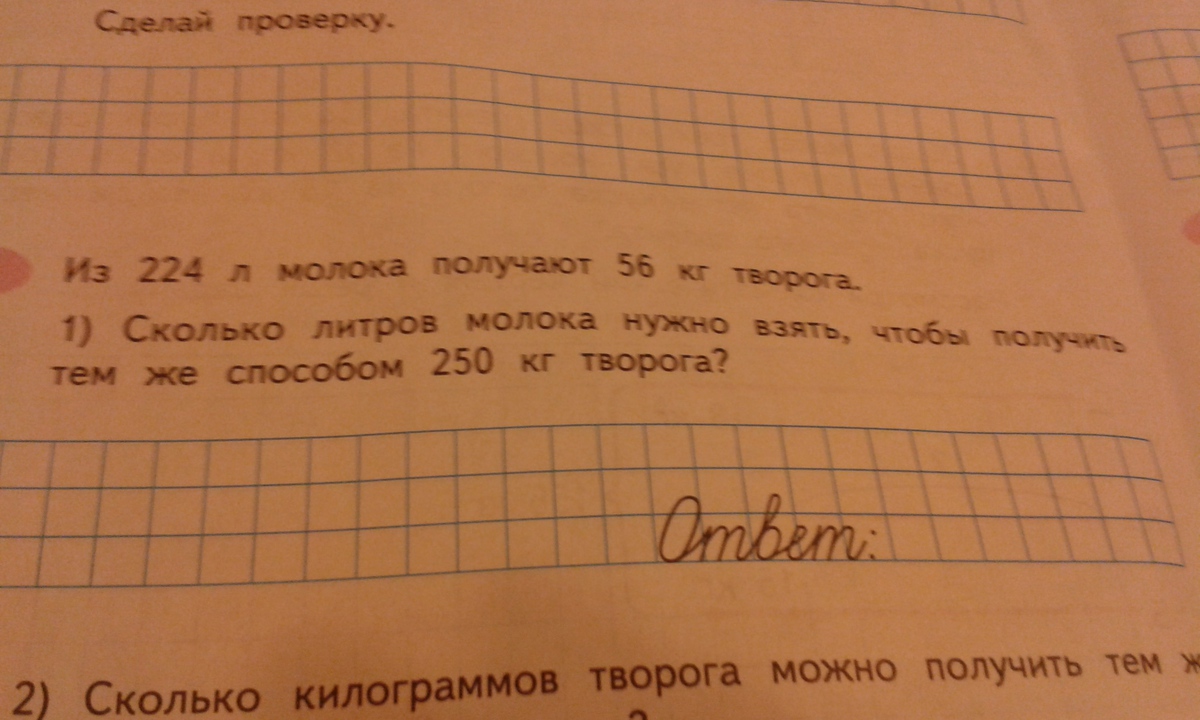 Сделай проверку.
Из 224 л молока получают 56 кг творога.
1) Сколько литров молока нужно взять, чтобы получить
тем же способом 250 кг творога?
Ответ:
2) Сколько килограммов творога можно получить тем